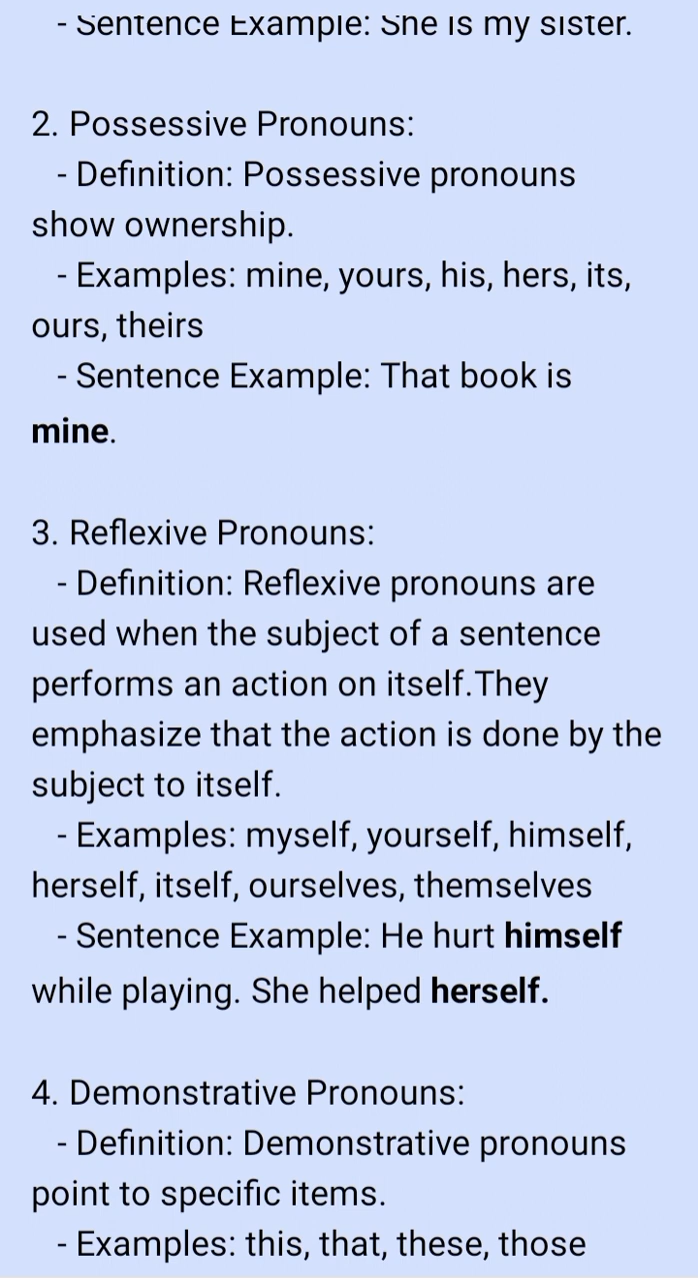 - Sentence Example: She is my sister.
2. Possessive Pronouns:
- Definition: Possessive pronouns
show ownership.
- Examples: mine, yours, his, hers, its,
ours, theirs
- Sentence Example: That book is
mine.
3. Reflexive Pronouns:
- Definition: Reflexive pronouns are
used when the subject of a sentence
performs an action on itself.They
emphasize that the action is done by the
subject to itself.
- Examples: myself, yourself, himself,
herself, itself, ourselves, themselves
- Sentence Example: He hurt himself
while playing. She helped herself.
4. Demonstrative Pronouns:
- Definition: Demonstrative pronouns
point to specific items.
- Examples: this, that, these, those